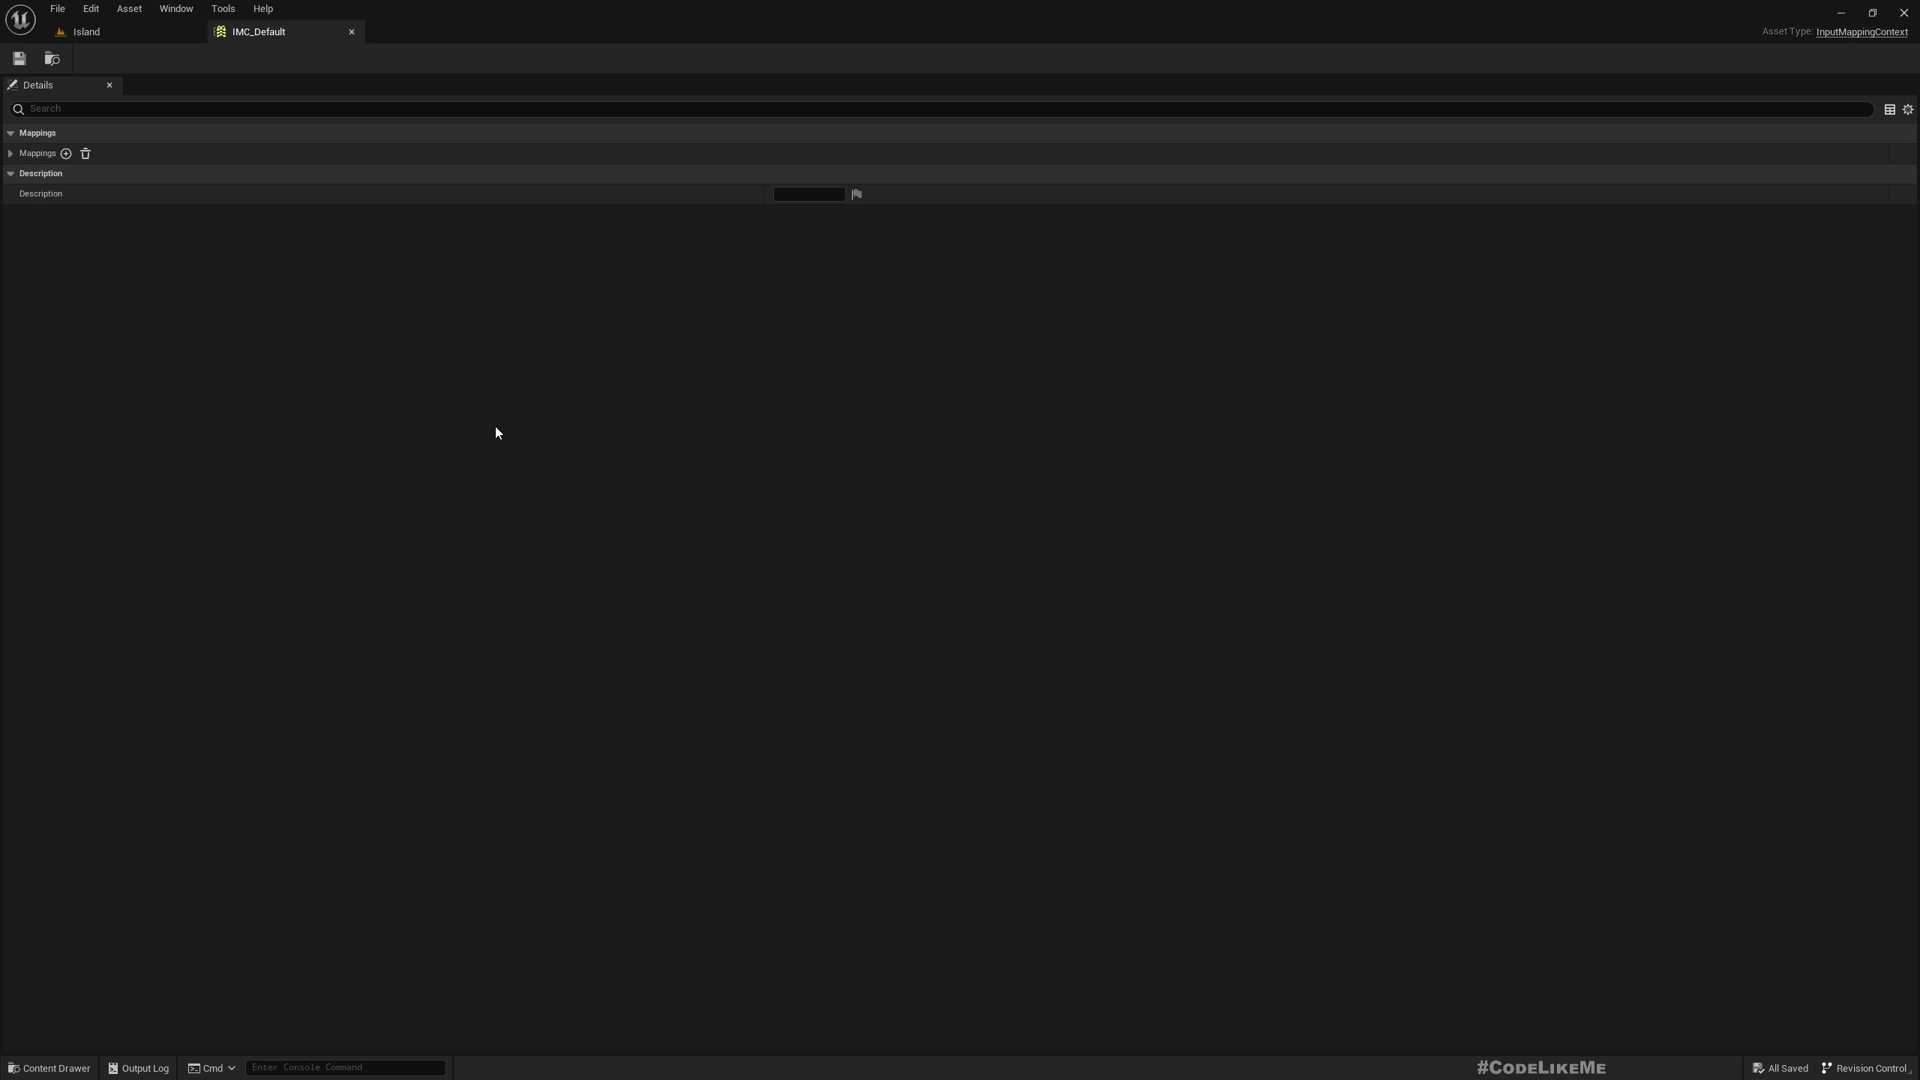 File Edit Asset Window Tools Help
Island
IMC_Default
Asset Type: InputMappingContext
Details
Search
Mappings
Mappings
Description
Description
Content Drawer
Output Log
Cmd
Enter Console Command
#CodeLikeMe
All Saved
Revision Control